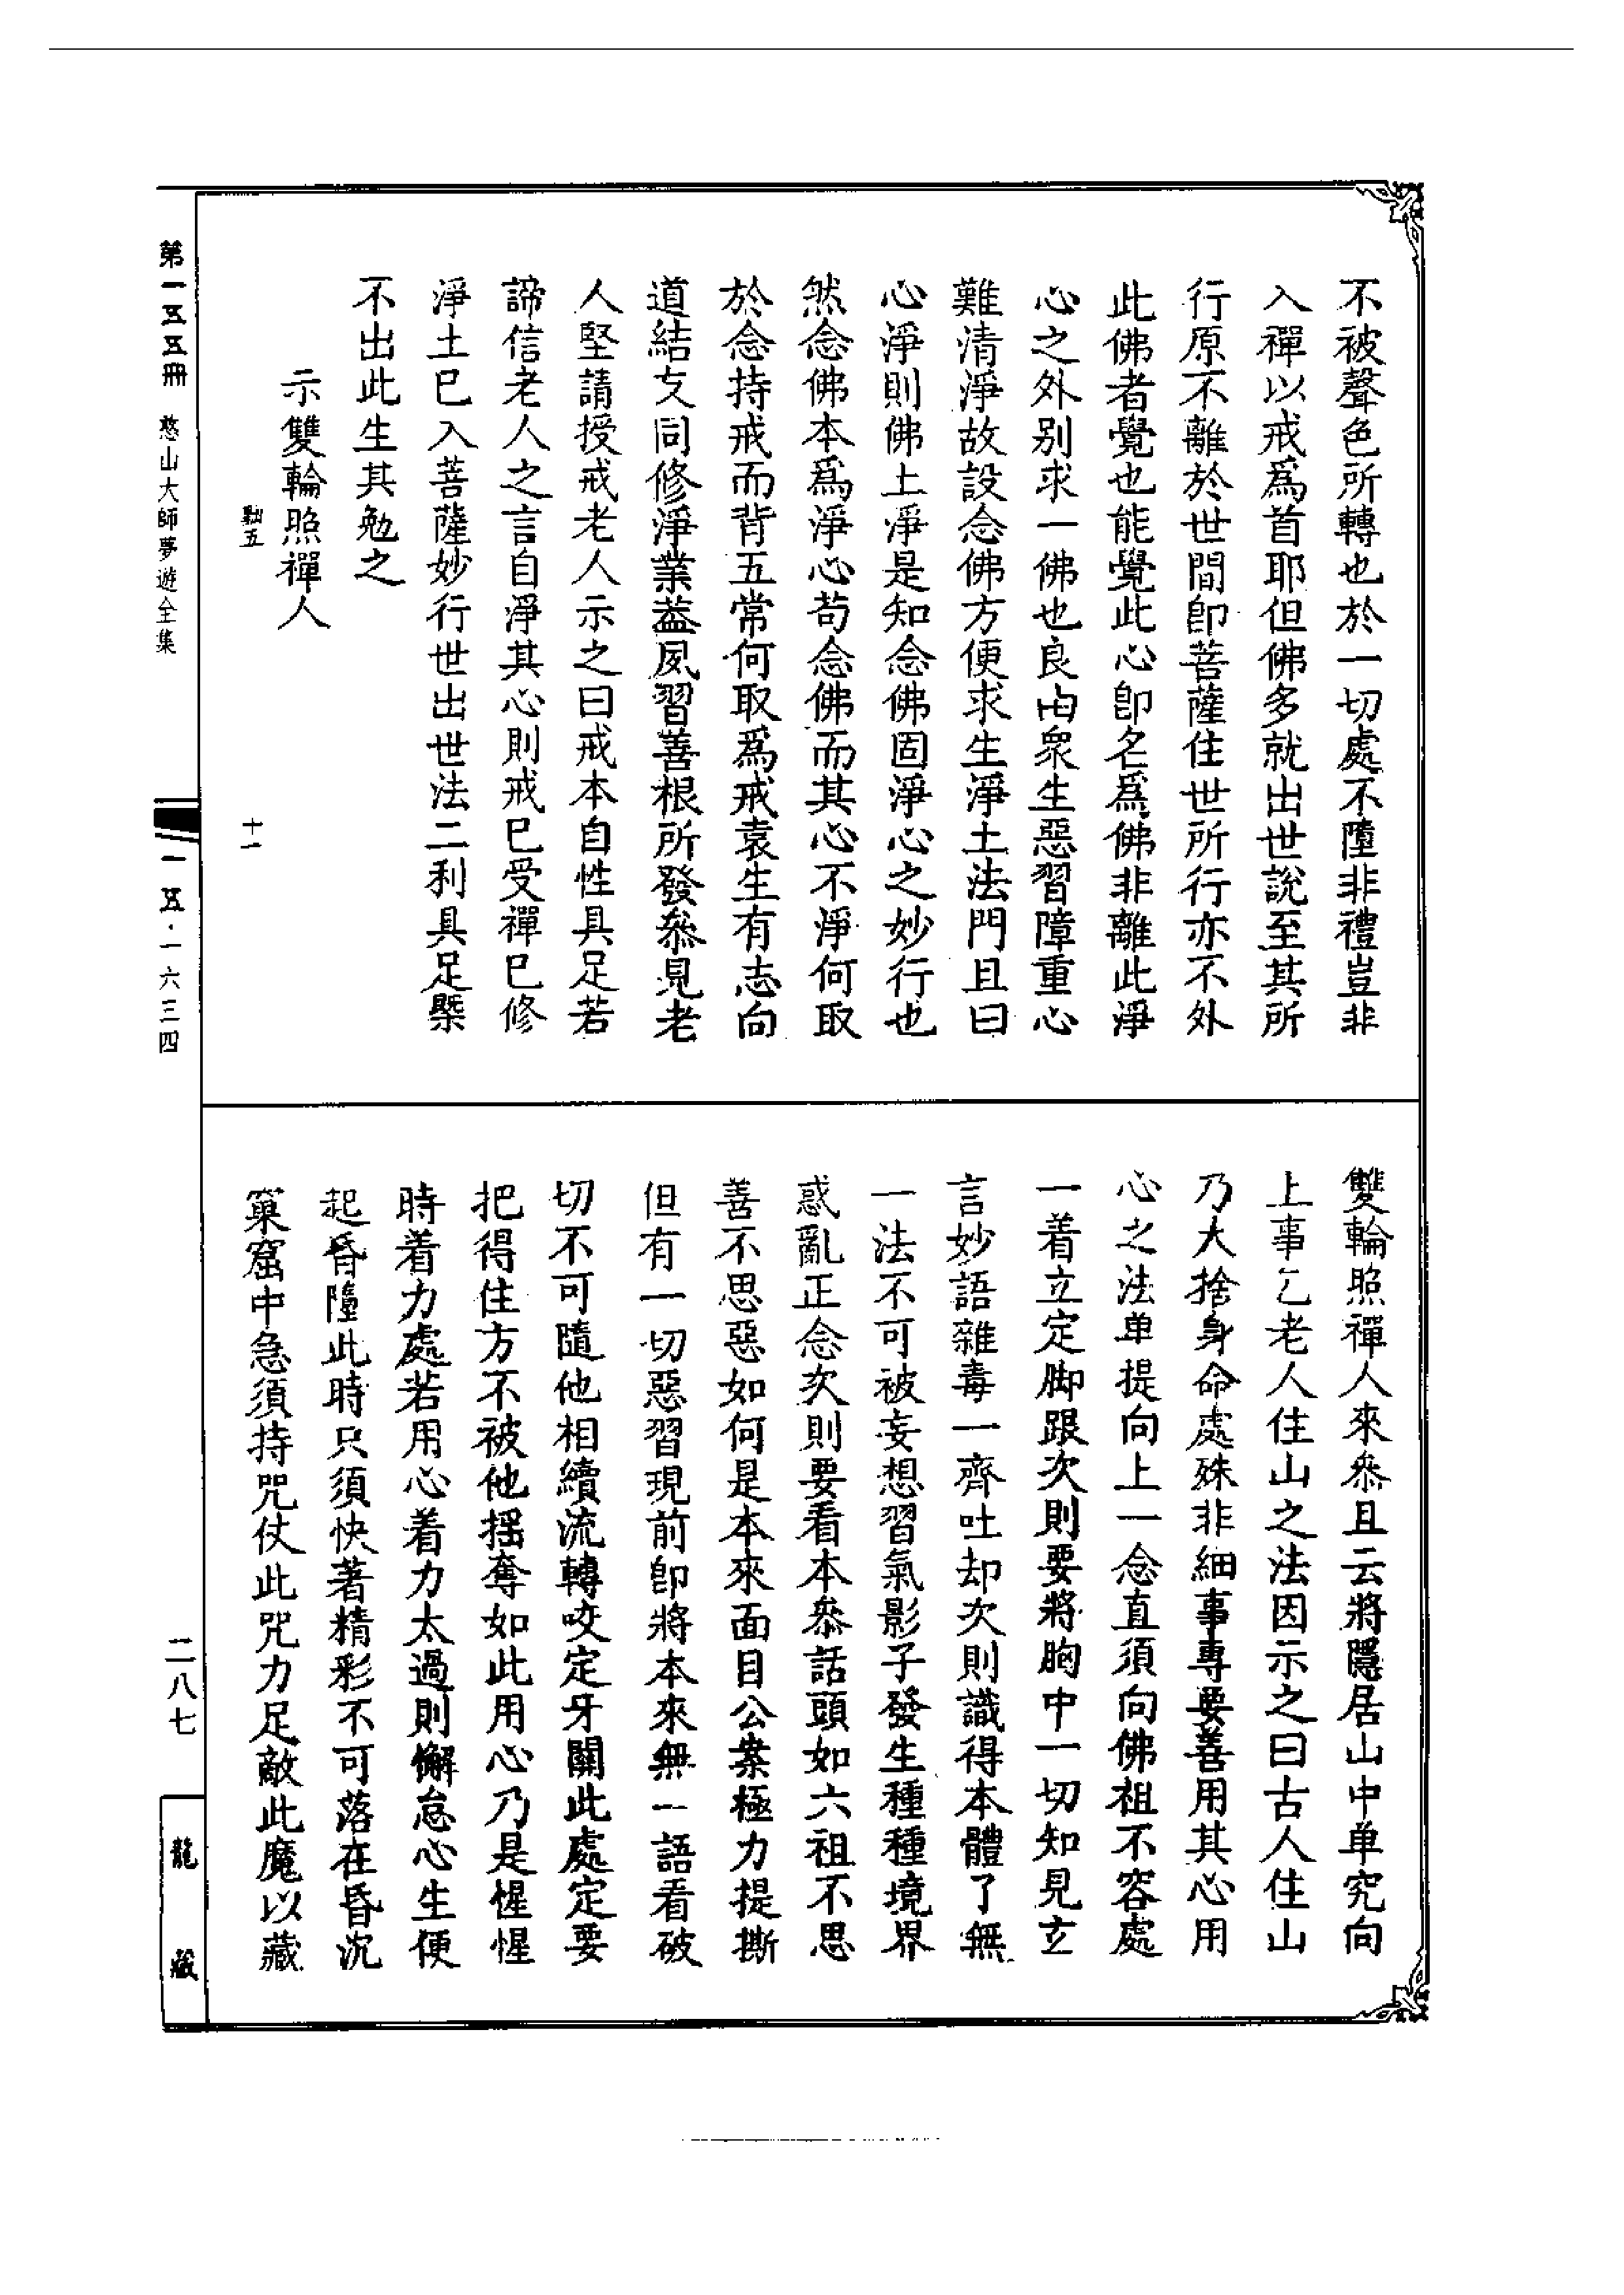 不被聲色所轉也於一切處不墮非禮豈非
入禪以戒爲首耶但佛多就出世說至其所
行原不離於世間卽菩薩住世所行亦不外
此佛者覺也能覺此心卽名爲佛非離此淨
心之外别求一佛也良由衆生惡習障重心
難清淨故設念佛方便求生淨土法門且曰
心淨則佛土淨是知念佛固淨心之妙行也
然念佛本爲淨心苟念佛而其心不淨何取
於念持戒而背五常何取爲戒袁生有志向
道結友同修淨業葢夙習善根所發叅見老
人堅請授戒老人示之曰戒本自性具足若
諦信老人之言自淨其心則戒巳受禪巳修
淨土巳入菩薩妙行世出世法二利具足槩
不出此生其勉之
示雙輪照禪人
雙輪照禪人來叅且云將隱居山中单究向
上事乞老人住山之法因示之曰古人住山
乃大捨身命處殊非細事專要善用其心用
心之法单提向上一念直須向佛祖不容處
一着立定脚跟次則要將胸中一切知見玄
言妙語雜毒一齊吐却次則識得本體了無
一法不可被妄想習氣影子發生種種境界
惑亂正念次則要看本叅話頭如六祖不思
善不思惡如何是本來面目公案極力提撕
但有一切惡習現前卽將本來無一語看破
切不可隨他相續流轉咬定牙關此處定要
把得住方不被他搖奪如此用心乃是惺惺
時着力處若用心着力太過則懈怠心生便
起昏墮此時只須快著精彩不可落在昏沉
窠窟中急須持咒仗此咒力足敵此魔以藏
第一五五冊　憨山大師夢遊全集
一五·一六三四
二八七
龍藏
十一